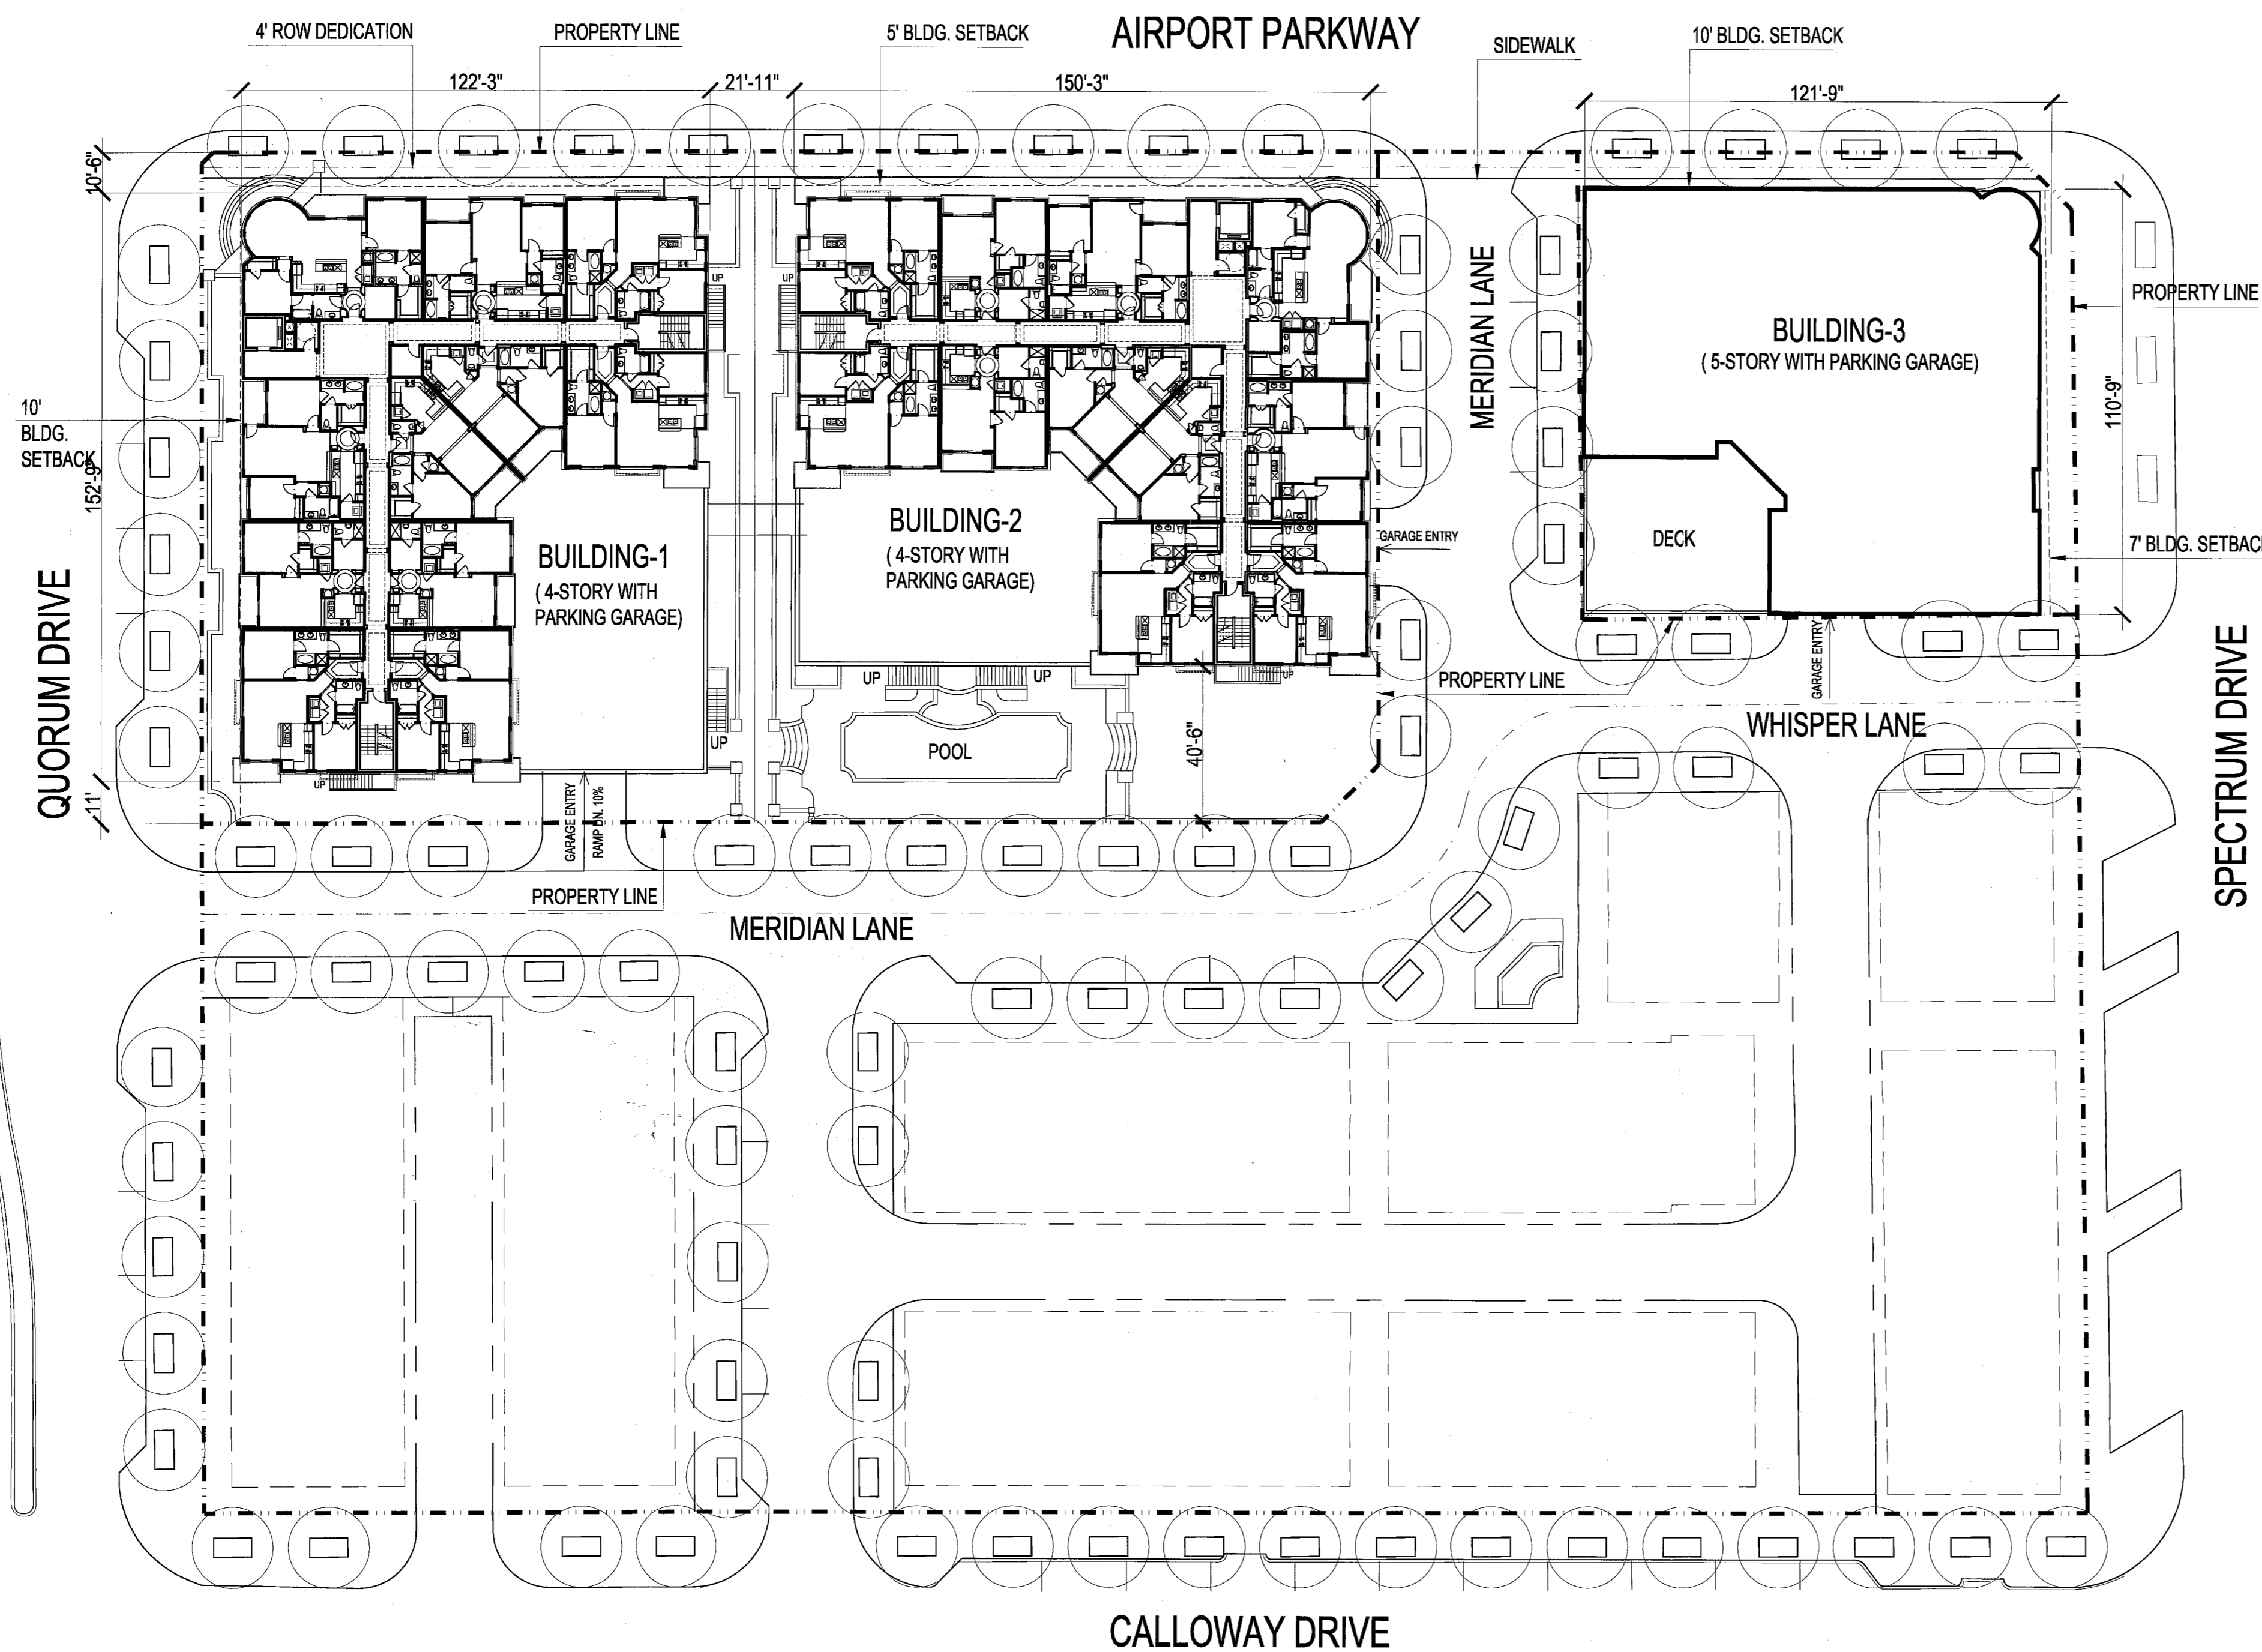 AIRPORT PARKWAY
4' ROW DEDICATION
PROPERTY LINE
5' BLDG. SETBACK
SIDEWALK
10' BLDG. SETBACK
122'-3"
21'-11"
150'-3"
121'-9"
10'-6"
UP
UP
MERIDIAN LANE
PROPERTY LINE
BUILDING-3
( 5-STORY WITH PARKING GARAGE)
110'-9"
10'
BLDG.
SETBACK
152'-9"
BUILDING-1
( 4-STORY WITH
PARKING GARAGE)
BUILDING-2
( 4-STORY WITH
PARKING GARAGE)
GARAGE ENTRY
DECK
7' BLDG. SETBACK
QUORUM DRIVE
SPECTRUM DRIVE
UP
UP
UP
PROPERTY LINE
GARAGE ENTRY
WHISPER LANE
UP
POOL
40'-6"
UP
11'
GARAGE ENTRY
RAMP DN. 10%
PROPERTY LINE
MERIDIAN LANE
CALLOWAY DRIVE